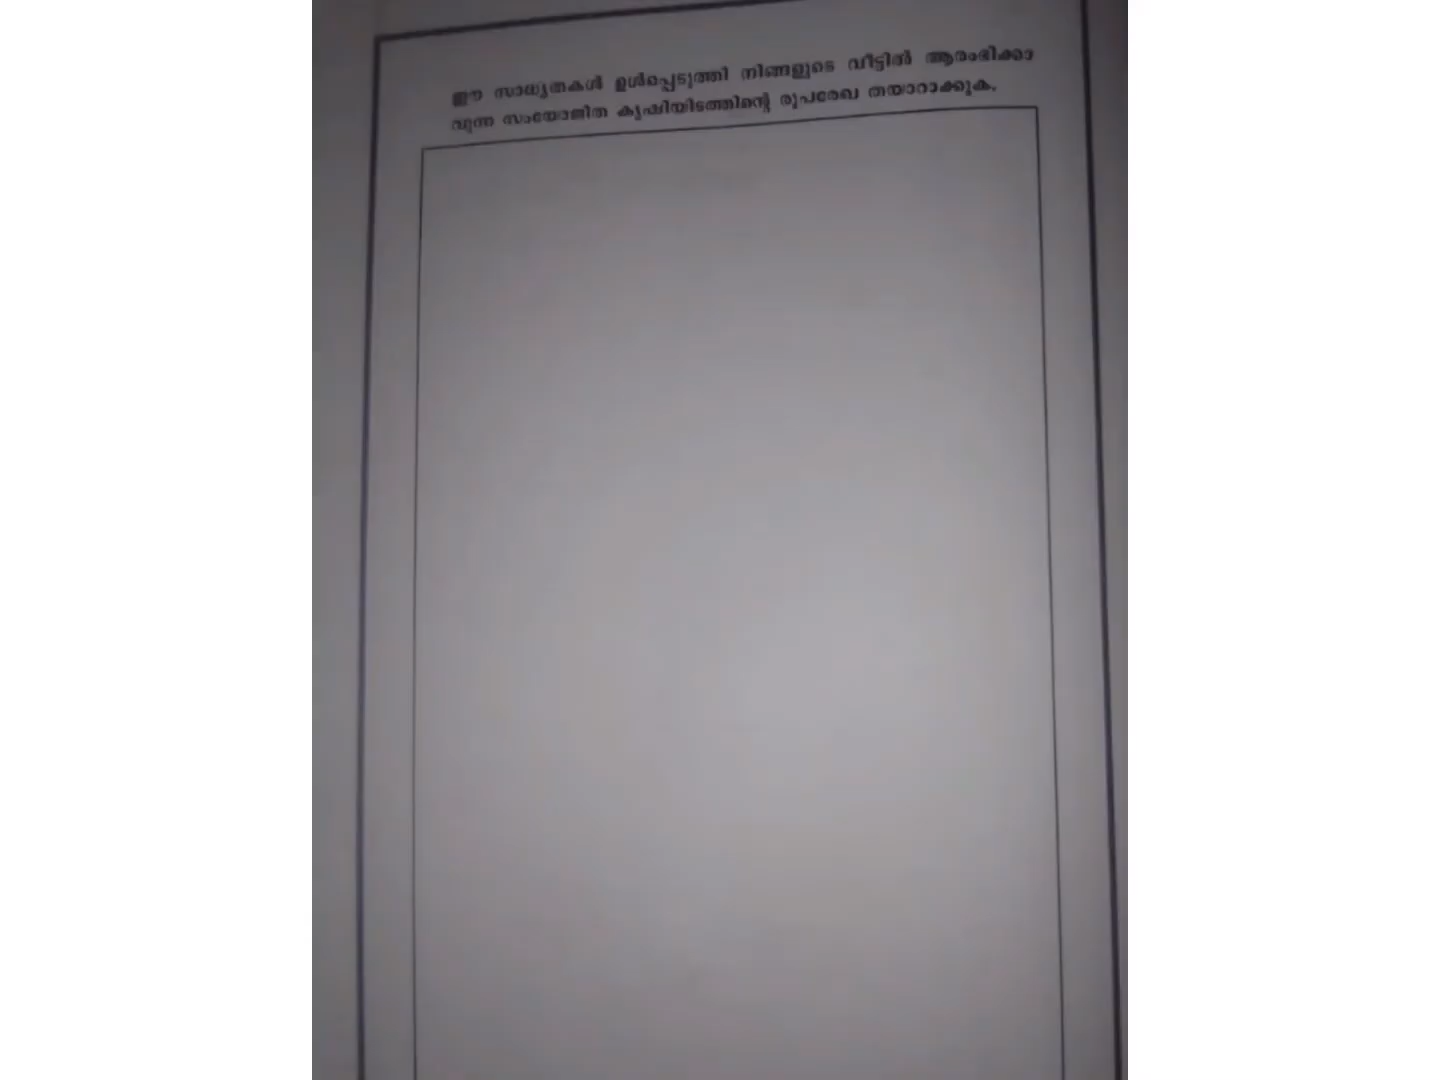 ഈ സാധ്യതകൾ ഉൾപ്പെടുത്തി നിങ്ങളുടെ വീട്ടിൽ ആരംഭിക്കാ
വുന്ന സംയോജിത കൃഷിയിടത്തിന്റെ രൂപരേഖ തയാറാക്കുക.